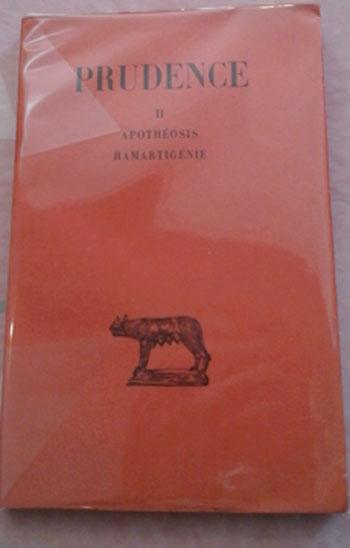 PRUDENCE
II
APOTHÉOSIS
HAMARTIGÉNIE